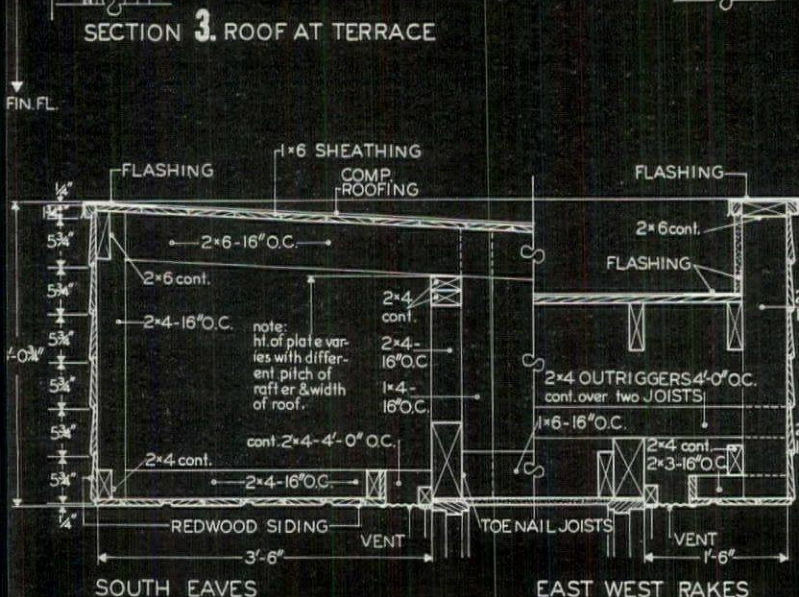 SECTION 3. ROOF AT TERRACE
FIN. FL.
FLASHING
1×6 SHEATHING
COMP. ROOFING
FLASHING
1/4"
5¾"
5¾"
5¾"
5¾"
5¾"
5¾"
1/4"
2×6-16" O.C.
2×6 cont.
2×4-16" O.C.
note:
ht. of plate var-
ies with differ-
ent pitch of
rafter & width
of roof.
2×4
cont.
2×4-
16" O.C
1×4-
16" O.C.
cont. 2×4-4'-0" O.C.
2×4 cont.
2×4-16" O.C.
REDWOOD SIDING
VENT
3'-6"
SOUTH EAVES
2×6 cont.
FLASHING
2×4 OUTRIGGERS 4'-0" O.C.
cont. over two JOISTS
1×6-16" O.C.
2×4 cont.
2×3-16" O.C.
TOE NAIL JOISTS
VENT
1'-6"
EAST WEST RAKES